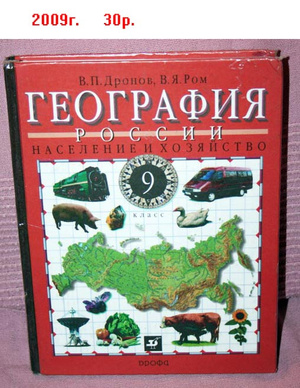 2009г. 30р.
В.П.Дронов, В.Я.Ром
ГЕОГРАФИЯ
РОССИИ
НАСЕЛЕНИЕ И ХОЗЯЙСТВО
9
класс
ДРОФА